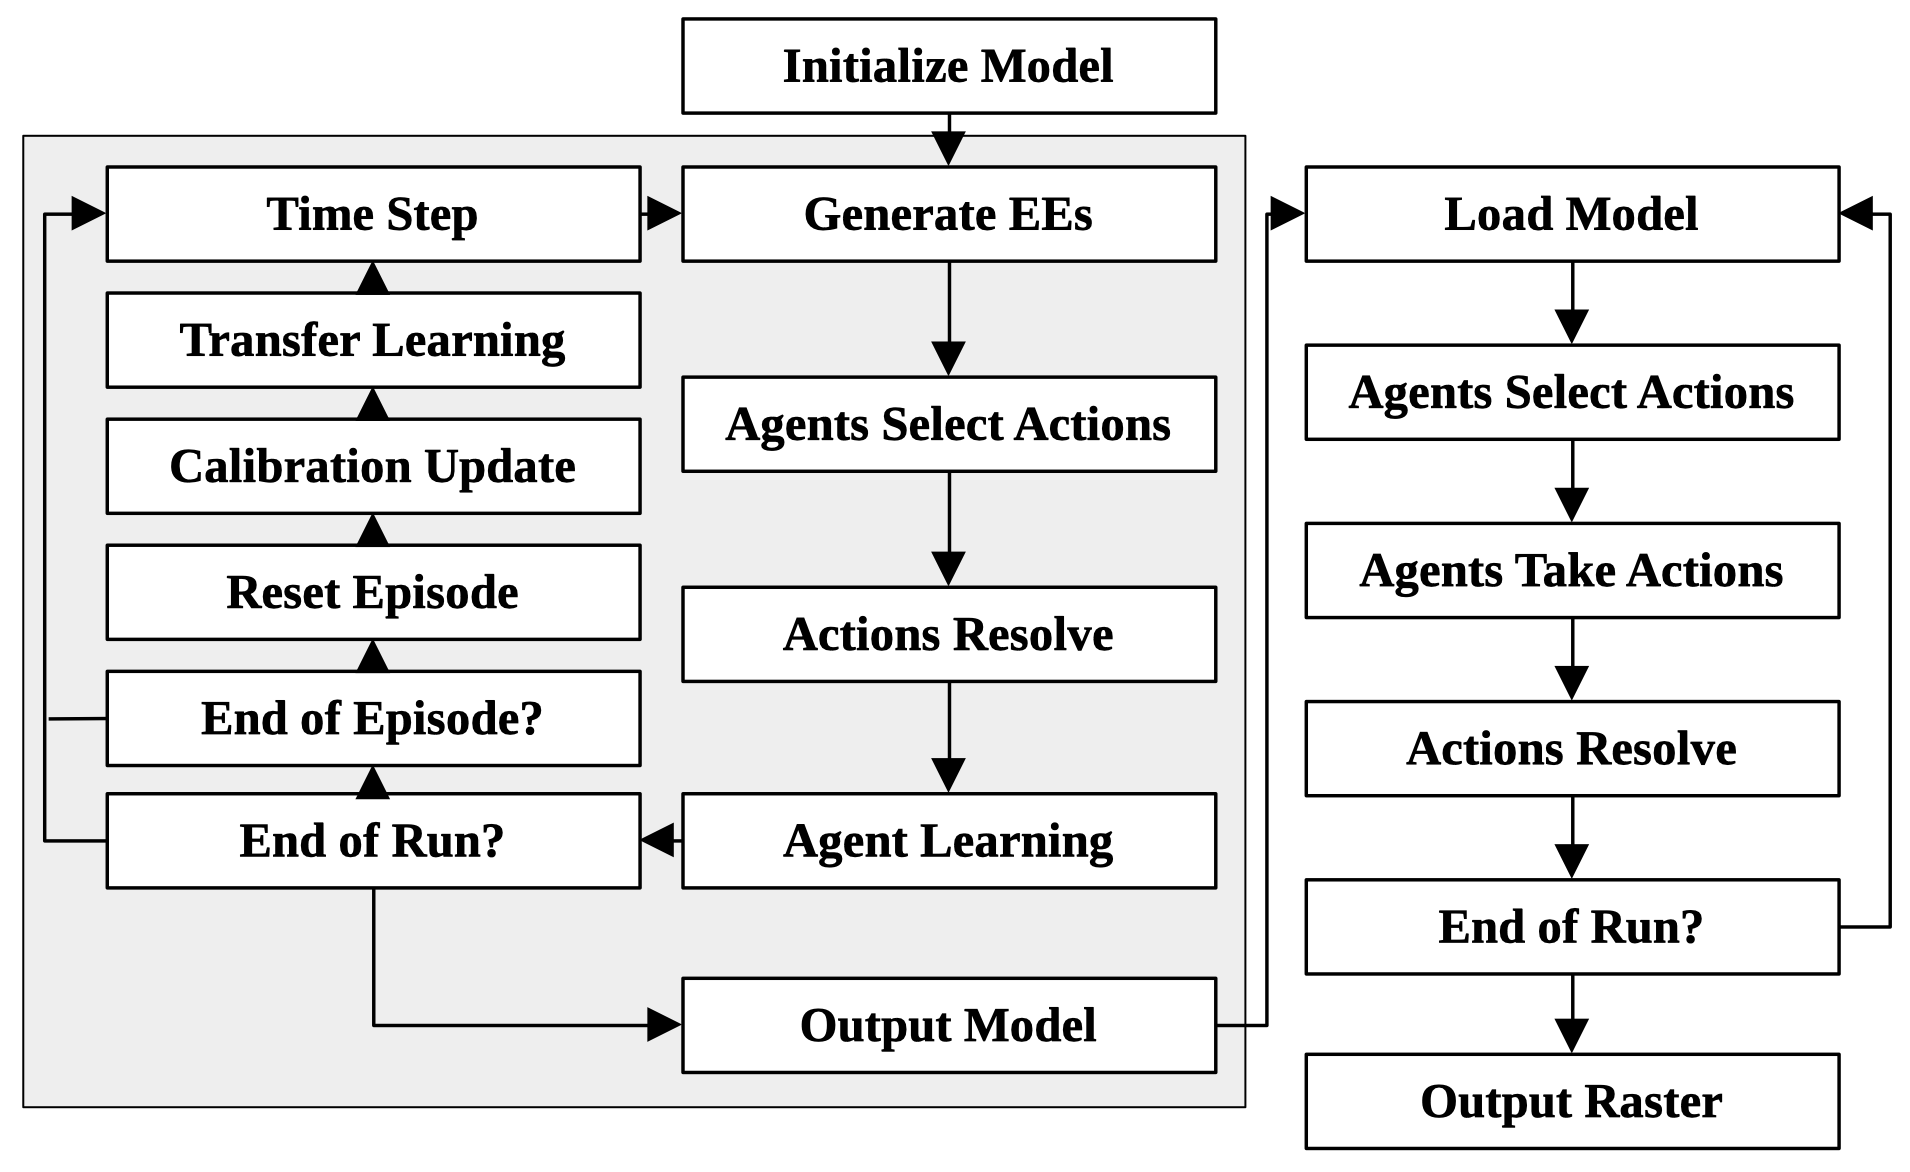 Initialize Model
Time Step
Generate EEs
Load Model
Transfer Learning
Agents Select Actions
Agents Select Actions
Calibration Update
Agents Take Actions
Reset Episode
Actions Resolve
End of Episode?
Actions Resolve
End of Run?
Agent Learning
End of Run?
Output Model
Output Raster